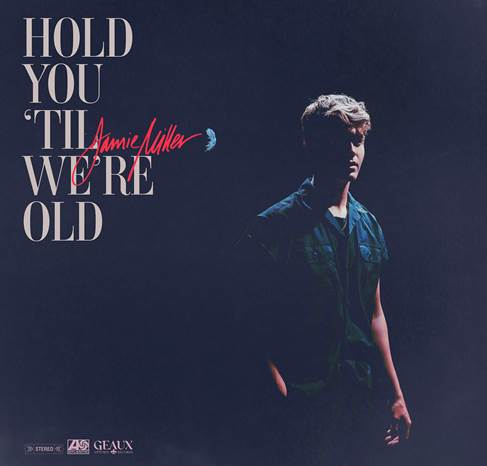 HOLD
YOU
‘TIL
WE’RE
OLD
Jamie Miller
STEREO
GEAUX